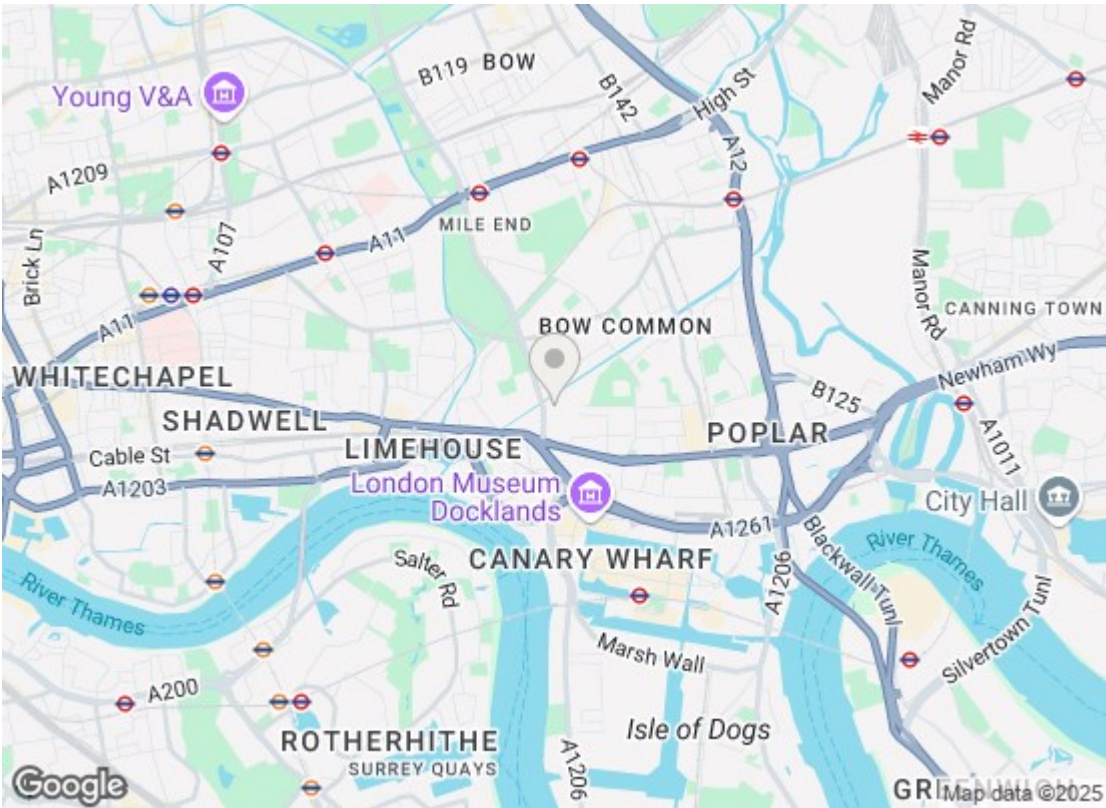 B119 BOW
Young V&A
B142
High St
Manor Rd
A12
A1209
A107
MILE END
A11
Brick Ln
Manor Rd
CANNING TOWN
A11
BOW COMMON
Newham Wy
WHITECHAPEL
B125
SHADWELL
POPLAR
A1011
Cable St
LIMEHOUSE
A1203
London Museum
Docklands
City Hall
A1261
CANARY WHARF
Salter Rd
Blackwall Tunl
River Thames
River Thames
A1206
Silvertown Tunl
Marsh Wall
A200
Isle of Dogs
ROTHERHITHE
SURREY QUAYS
A1206
Google
GREENWICH
Map data ©2025